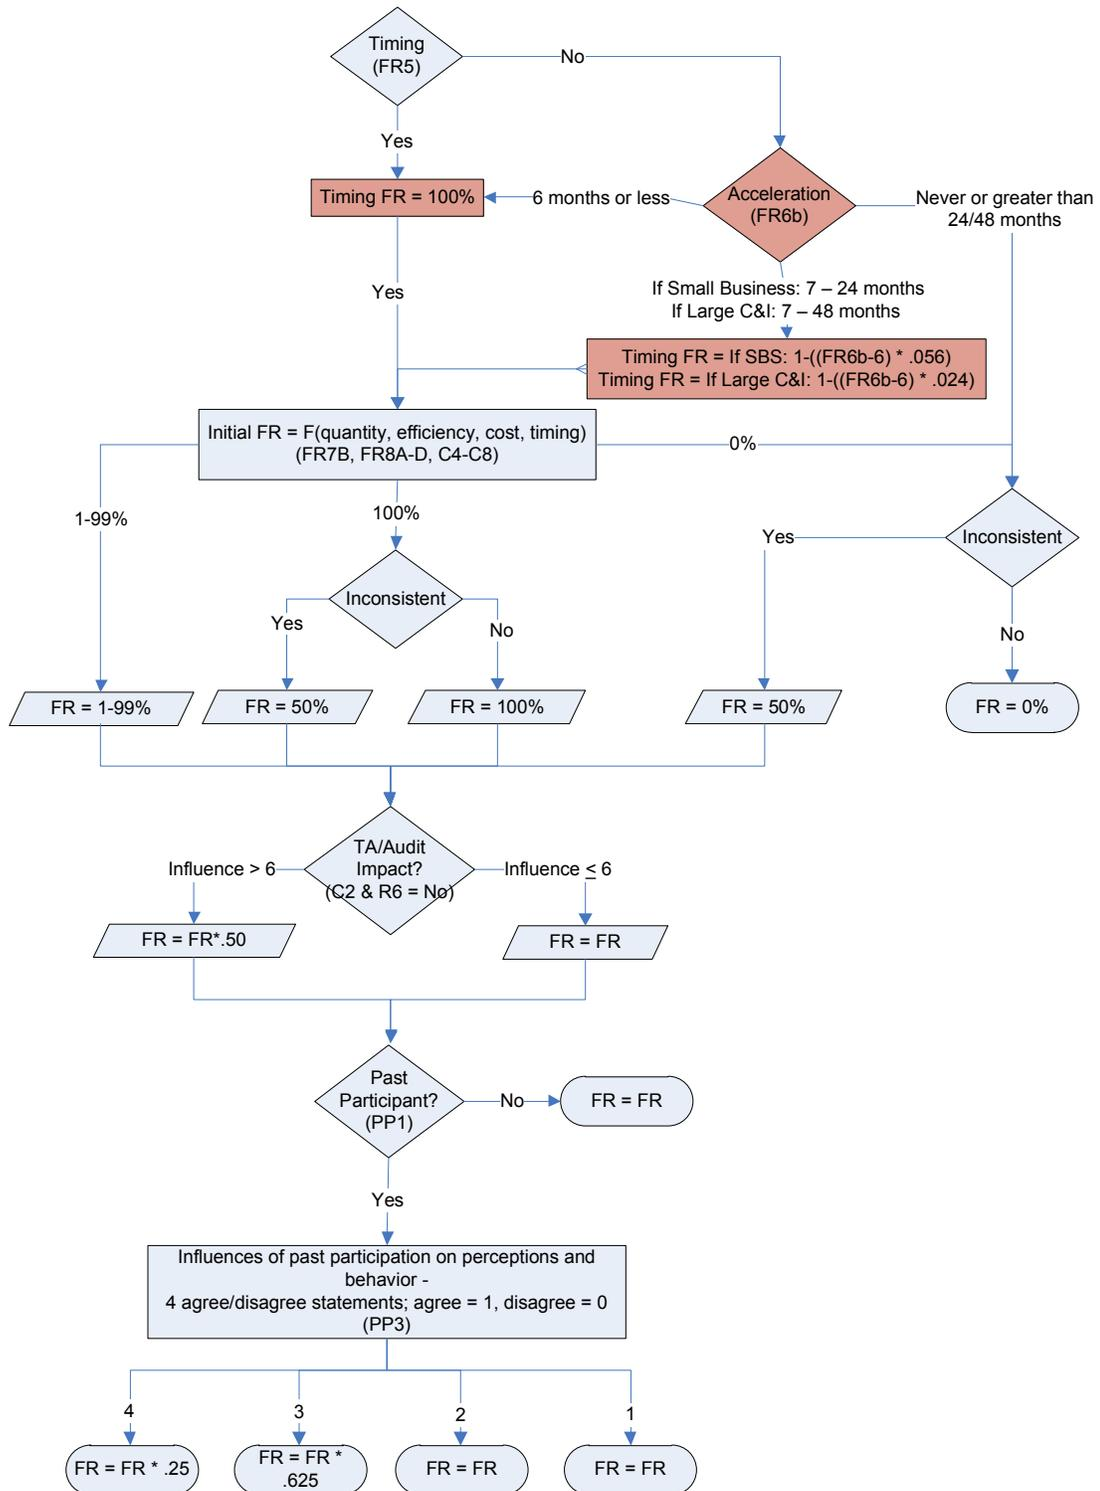 Timing
(FR5)
No
Yes
Timing FR = 100%
6 months or less
Acceleration
(FR6b)
Never or greater than
24/48 months
Yes
If Small Business: 7 – 24 months
If Large C&I: 7 – 48 months
Timing FR = If SBS: 1-((FR6b-6) * .056)
Timing FR = If Large C&I: 1-((FR6b-6) * .024)
Initial FR = F(quantity, efficiency, cost, timing)
(FR7B, FR8A-D, C4-C8)
0%
1-99%
100%
Inconsistent
Yes
No
Inconsistent
Yes
No
FR = 1-99%
FR = 50%
FR = 100%
FR = 50%
FR = 0%
TA/Audit
Impact?
(C2 & R6 = No)
Influence > 6
Influence ≤ 6
FR = FR*.50
FR = FR
Past
Participant?
(PP1)
No
FR = FR
Yes
Influences of past participation on perceptions and
behavior -
4 agree/disagree statements; agree = 1, disagree = 0
(PP3)
4
3
2
1
FR = FR * .25
FR = FR *
.625
FR = FR
FR = FR